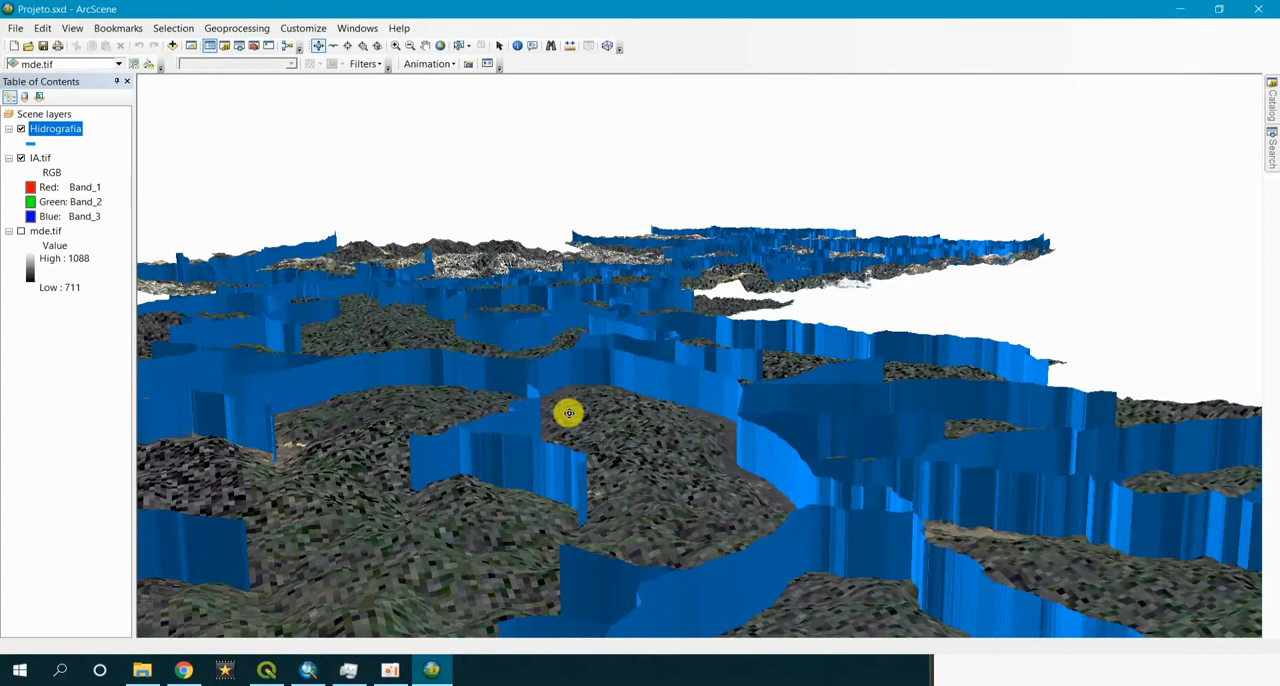 Projeto.sxd - ArcScene
File Edit View Bookmarks Selection Geoprocessing Customize Windows Help
mde.tif Filters Animation
Table of Contents
Scene layers
Hidrografia
IA.tif
RGB
Red: Band_1
Green: Band_2
Blue: Band_3
mde.tif
Value
High : 1088
Low : 711
Catalog
Search